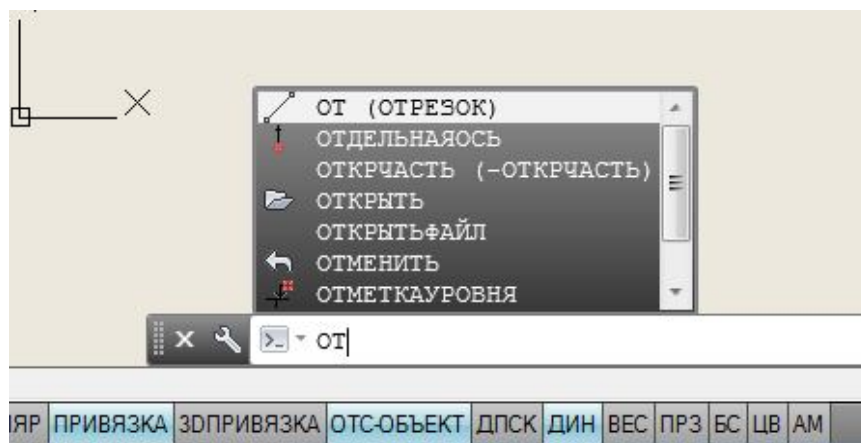 ОТ (ОТРЕЗОК)
ОТДЕЛЬНАЯОСЬ
ОТКРЧАСТЬ (-ОТКРЧАСТЬ)
ОТКРЫТЬ
ОТКРЫТЬФАЙЛ
ОТМЕНИТЬ
ОТМЕТКАУРОВНЯ
ОТ
ПРИВЯЗКА 3DПРИВЯЗКА ОТС-ОБЪЕКТ ДПСК ДИН ВЕС ПРЗ БС ЦВ АМ